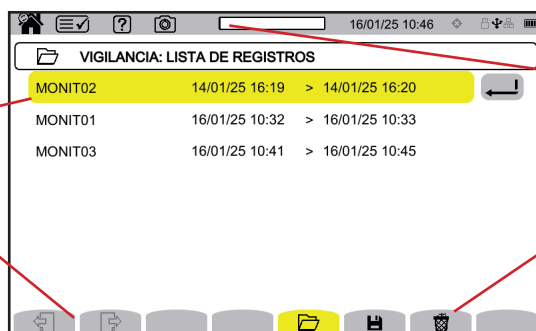 16/01/25 10:46
VIGILANCIA: LISTA DE REGISTROS
MONIT02 14/01/25 16:19 > 14/01/25 16:20
MONIT01 16/01/25 10:32 > 16/01/25 10:33
MONIT03 16/01/25 10:41 > 16/01/25 10:45